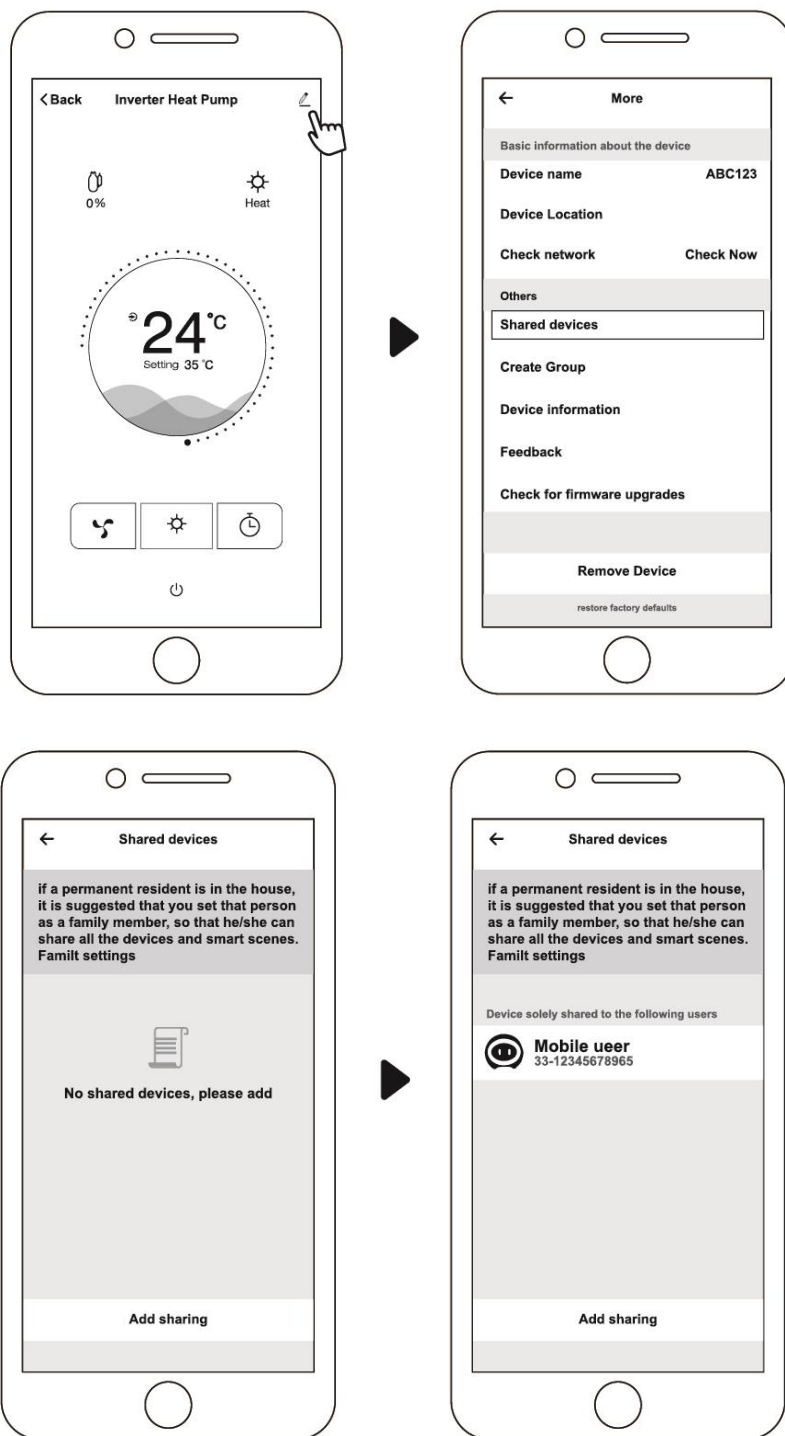 Back Inverter Heat Pump
0%
Heat
24°C
Setting 35 °C
More
Basic information about the device
Device name ABC123
Device Location
Check network Check Now
Others
Shared devices
Create Group
Device information
Feedback
Check for firmware upgrades
Remove Device
restore factory defaults
Shared devices
if a permanent resident is in the house,
it is suggested that you set that person
as a family member, so that he/she can
share all the devices and smart scenes.
Familt settings
No shared devices, please add
Add sharing
Shared devices
if a permanent resident is in the house,
it is suggested that you set that person
as a family member, so that he/she can
share all the devices and smart scenes.
Familt settings
Device solely shared to the following users
Mobile ueer
33-12345678965
Add sharing